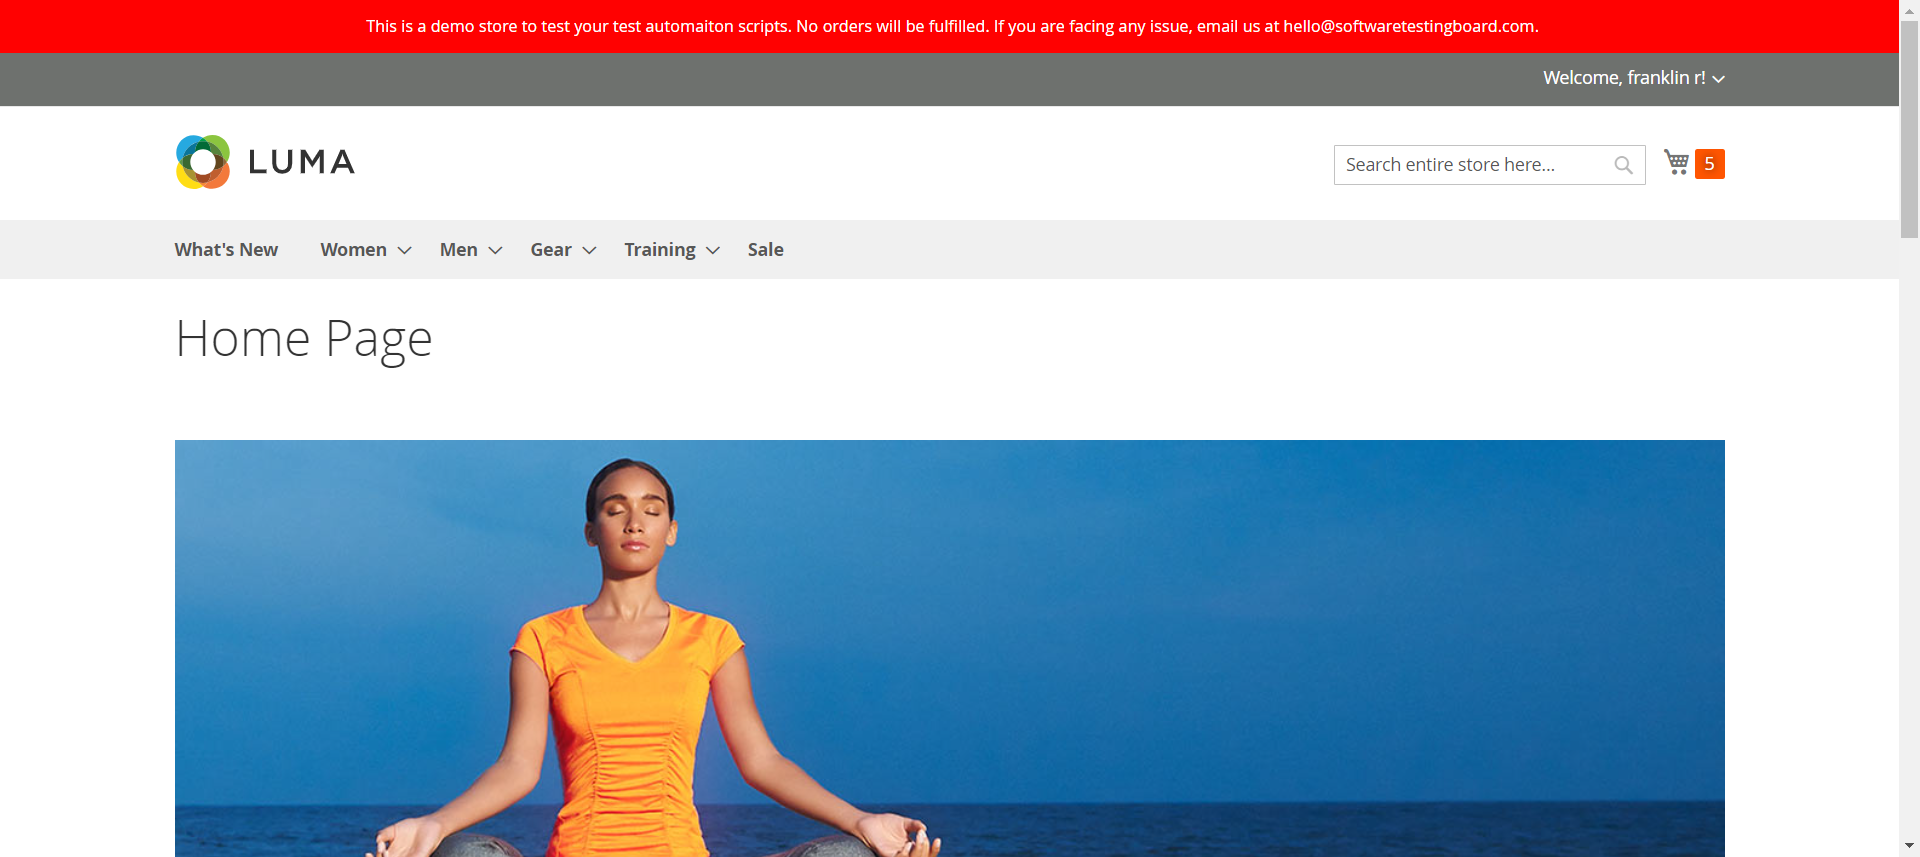 This is a demo store to test your test automaiton scripts. No orders will be fulfilled. If you are facing any issue, email us at hello@softwaretestingboard.com.
Welcome, franklin r!
LUMA
Search entire store here...
5
What's New Women Men Gear Training Sale
Home Page